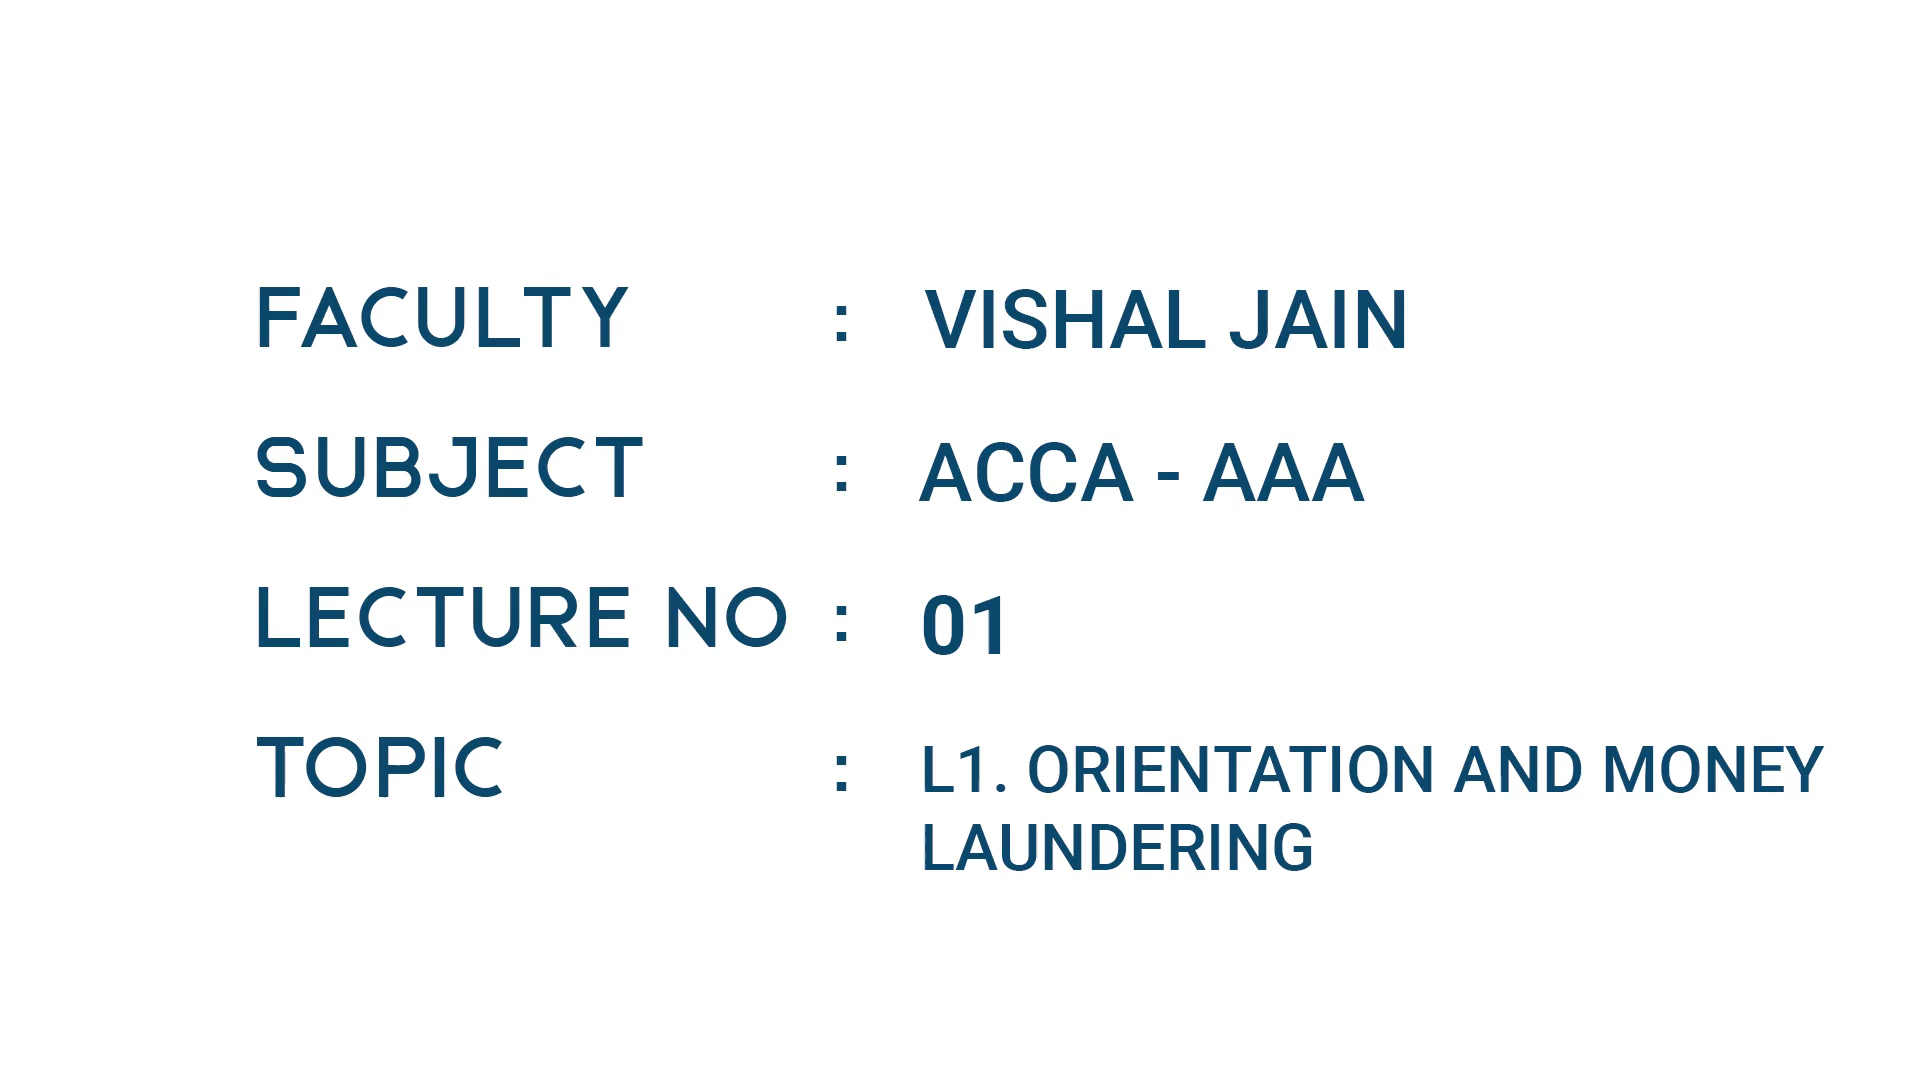 FACULTY : VISHAL JAIN
SUBJECT : ACCA - AAA
LECTURE NO : 01
TOPIC : L1. ORIENTATION AND MONEY
LAUNDERING